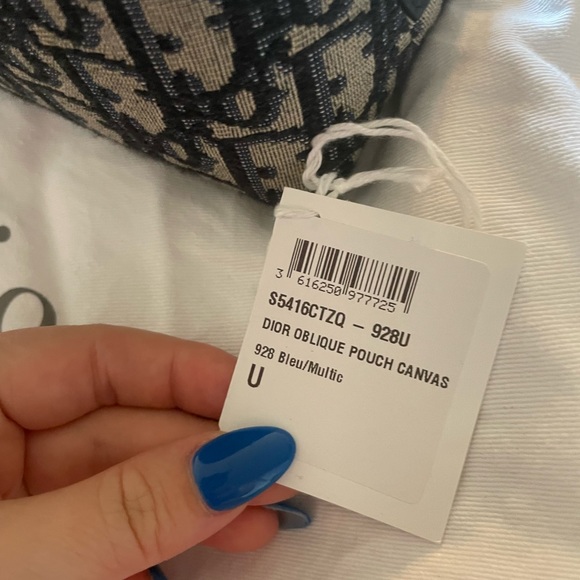 3 616250 977725
S5416CTZQ - 928U
DIOR OBLIQUE POUCH CANVAS
928 Bleu/Multic
U